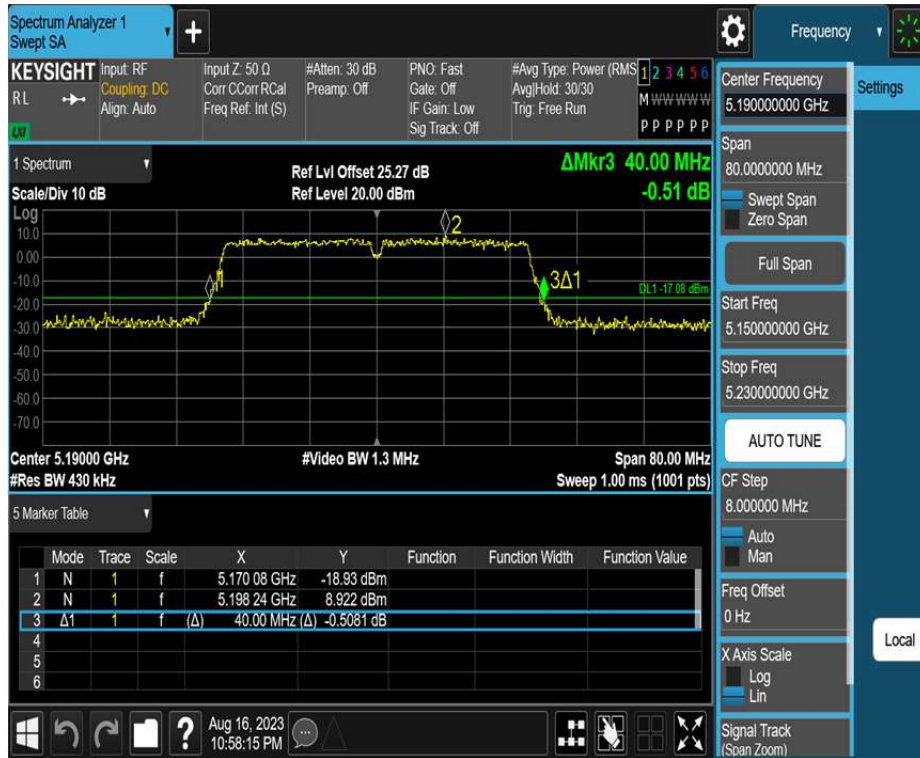 Spectrum Analyzer 1
Swept SA
+
Frequency
KEYSIGHT
RL
LXI
Input: RF
Coupling: DC
Align: Auto
Input Z: 50 Ω
Corr CCorr RCal
Freq Ref: Int (S)
#Atten: 30 dB
Preamp: Off
PNO: Fast
Gate: Off
IF Gain: Low
Sig Track: Off
#Avg Type: Power (RMS
Avg|Hold: 30/30
Trig: Free Run
1 2 3 4 5 6
M W W W W W
P P P P P P
1 Spectrum
Scale/Div 10 dB
Ref Lvl Offset 25.27 dB
Ref Level 20.00 dBm
ΔMkr3 40.00 MHz
-0.51 dB
Log
10.0
0.00
-10.0
-20.0
-30.0
-40.0
-50.0
-60.0
-70.0
1
2
3Δ1
DL1 -17.08 dBm
Center 5.19000 GHz
#Res BW 430 kHz
#Video BW 1.3 MHz
Span 80.00 MHz
Sweep 1.00 ms (1001 pts)
5 Marker Table
Mode Trace Scale X Y Function Function Width Function Value
1 N 1 f 5.170 08 GHz -18.93 dBm
2 N 1 f 5.198 24 GHz 8.922 dBm
3 Δ1 1 f (Δ) 40.00 MHz (Δ) -0.5081 dB
4
5
6
?
Aug 16, 2023
10:58:15 PM
Center Frequency
5.190000000 GHz
Span
80.0000000 MHz
Swept Span
Zero Span
Full Span
Start Freq
5.150000000 GHz
Stop Freq
5.230000000 GHz
AUTO TUNE
CF Step
8.000000 MHz
Auto
Man
Freq Offset
0 Hz
X Axis Scale
Log
Lin
Signal Track
(Span Zoom)
Settings
Local